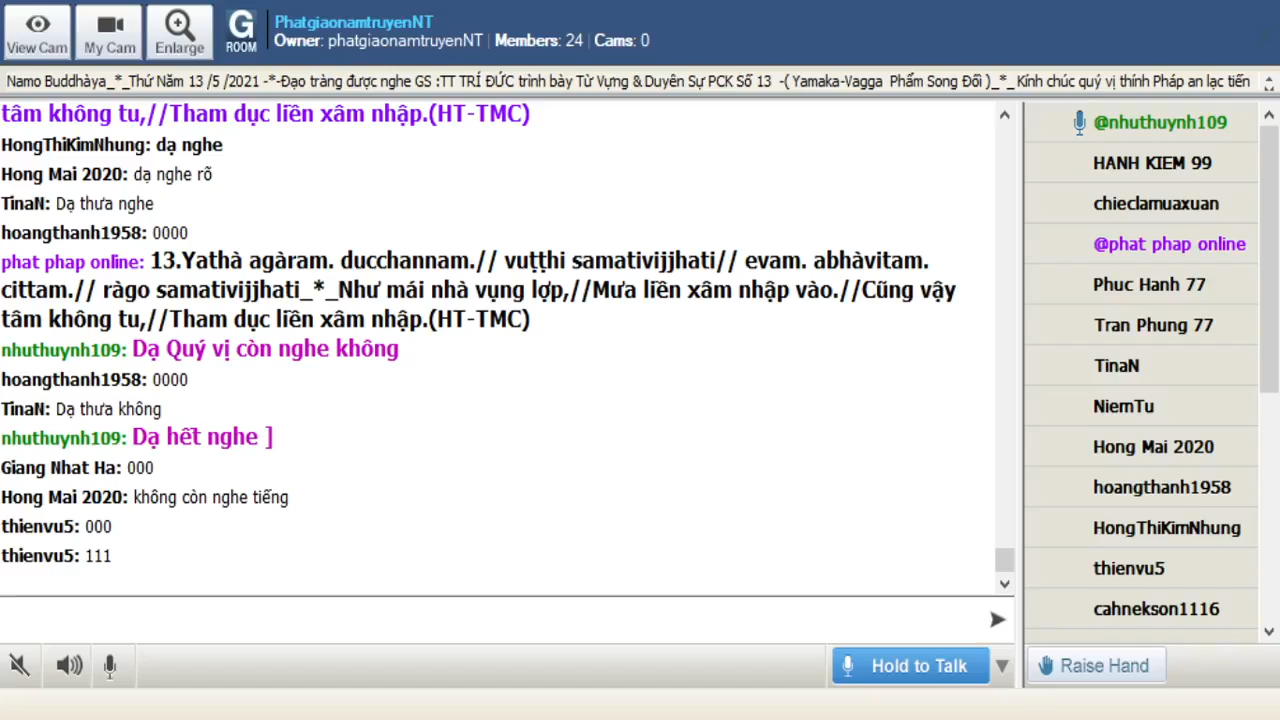 View Cam
My Cam
Enlarge
G
ROOM
PhatgiaonamtruyenNT
Owner: phatgiaonamtruyenNT | Members: 24 | Cams: 0
Namo Buddhàya_*_Thứ Năm 13 /5 /2021 -*-Đạo tràng được nghe GS :TT TRÍ ĐỨC trình bày Từ Vựng & Duyên Sự PCK Số 13 -( Yamaka-Vagga Phẩm Song Đối )_*_ Kính chúc quý vị thính Pháp an lạc tiến
tâm không tu,//Tham dục liền xâm nhập.(HT-TMC)
HongThiKimNhung: dạ nghe
Hong Mai 2020: dạ nghe rõ
TinaN: Dạ thưa nghe
hoangthanh1958: 0000
phat phap online: 13.Yathà agàram. ducchannam.// vuṭṭhi samativijjhati// evam. abhàvitam.
cittam.// ràgo samativijjhati_*_Như mái nhà vụng lợp,//Mưa liền xâm nhập vào.//Cũng vậy
tâm không tu,//Tham dục liền xâm nhập.(HT-TMC)
nhuthuynh109: Dạ Quý vị còn nghe không
hoangthanh1958: 0000
TinaN: Dạ thưa không
nhuthuynh109: Dạ hết nghe ]
Giang Nhat Ha: 000
Hong Mai 2020: không còn nghe tiếng
thienvu5: 000
thienvu5: 111
@nhuthuynh109
HANH KIEM 99
chieclamuaxuan
@phat phap online
Phuc Hanh 77
Tran Phung 77
TinaN
NiemTu
Hong Mai 2020
hoangthanh1958
HongThiKimNhung
thienvu5
cahnekson1116
Hold to Talk
Raise Hand